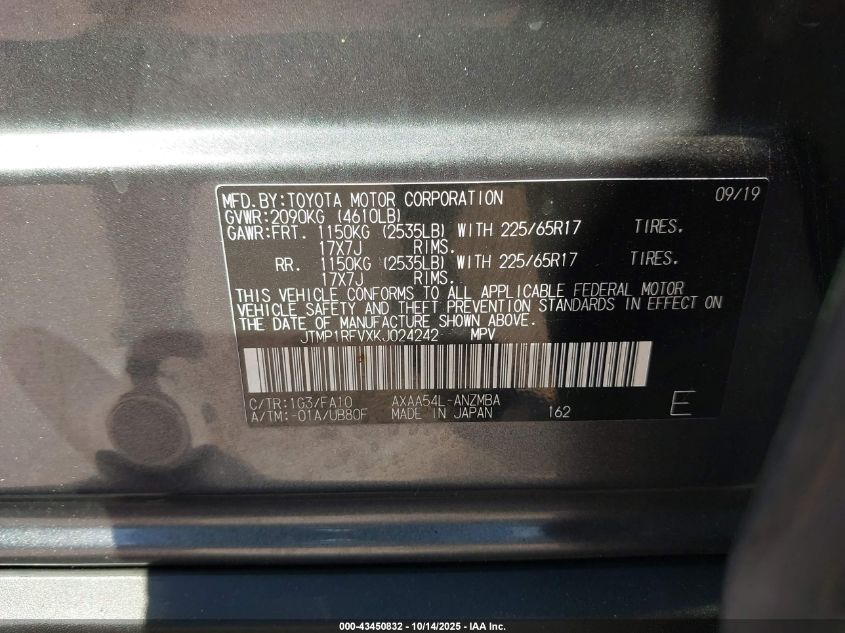 MFD.BY:TOYOTA MOTOR CORPORATION 09/19
GVWR:2090KG (4610LB)
GAWR:FRT. 1150KG (2535LB) WITH 225/65R17 TIRES.
17X7J RIMS.
RR. 1150KG (2535LB) WITH 225/65R17 TIRES.
17X7J RIMS.
THIS VEHICLE CONFORMS TO ALL APPLICABLE FEDERAL MOTOR
VEHICLE SAFETY AND THEFT PREVENTION STANDARDS IN EFFECT ON
THE DATE OF MANUFACTURE SHOWN ABOVE.
JTMP1RFVXKJ024242 MPV
C/TR:1G3/FA10 AXAA54L-ANZMBA
A/TM:-01A/UB80F MADE IN JAPAN 162 E
000-43450832 - 10/14/2025 - IAA Inc.